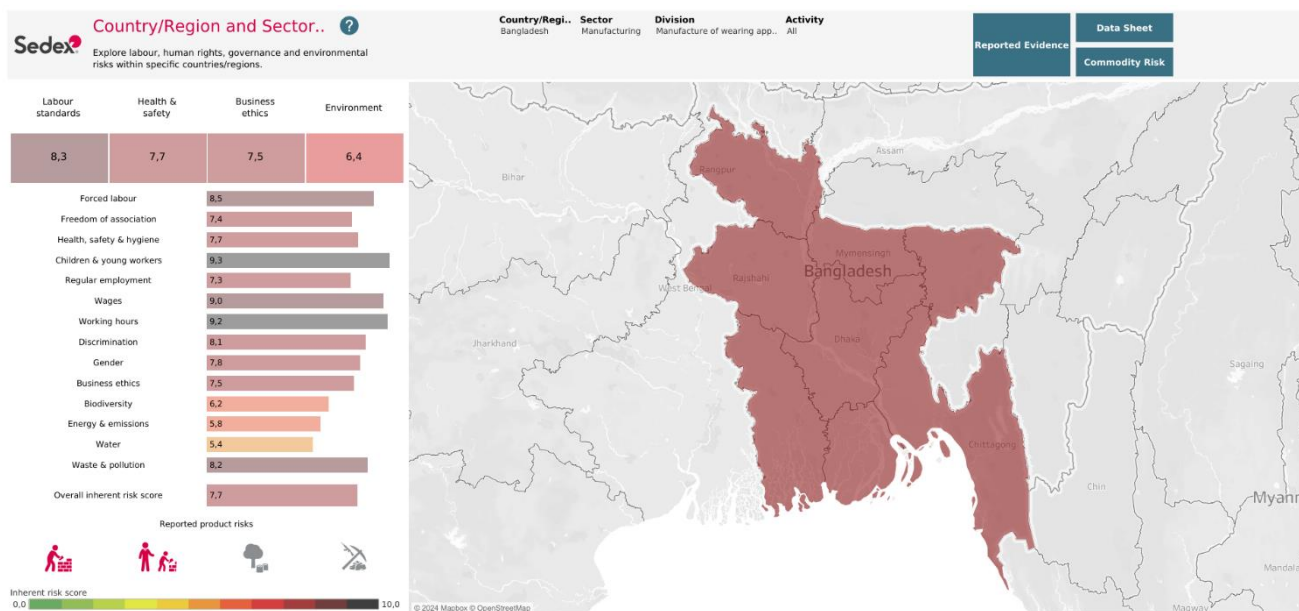 Sedex
Country/Region and Sector..
?
Explore labour, human rights, governance and environmental
risks within specific countries/regions.
Country/Regi..
Bangladesh
Sector
Manufacturing
Division
Manufacture of wearing app..
Activity
All
Reported Evidence
Data Sheet
Commodity Risk
Labour
standards
Health &
safety
Business
ethics
Environment
8,3
7,7
7,5
6,4
Forced labour 8,5
Freedom of association 7,4
Health, safety & hygiene 7,7
Children & young workers 9,3
Regular employment 7,3
Wages 9,0
Working hours 9,2
Discrimination 8,1
Gender 7,8
Business ethics 7,5
Biodiversity 6,2
Energy & emissions 5,8
Water 5,4
Waste & pollution 8,2
Overall inherent risk score 7,7
Reported product risks
Inherent risk score
0,0 10,0
Assam
Bihar
Rangpur
Mymensingh
Bangladesh
Rajshahi
West Bengal
Jharkhand
Dhaka
Sagaing
Chittagong
Chin
Myanm
Mandala
Magway
© 2024 Mapbox © OpenStreetMap